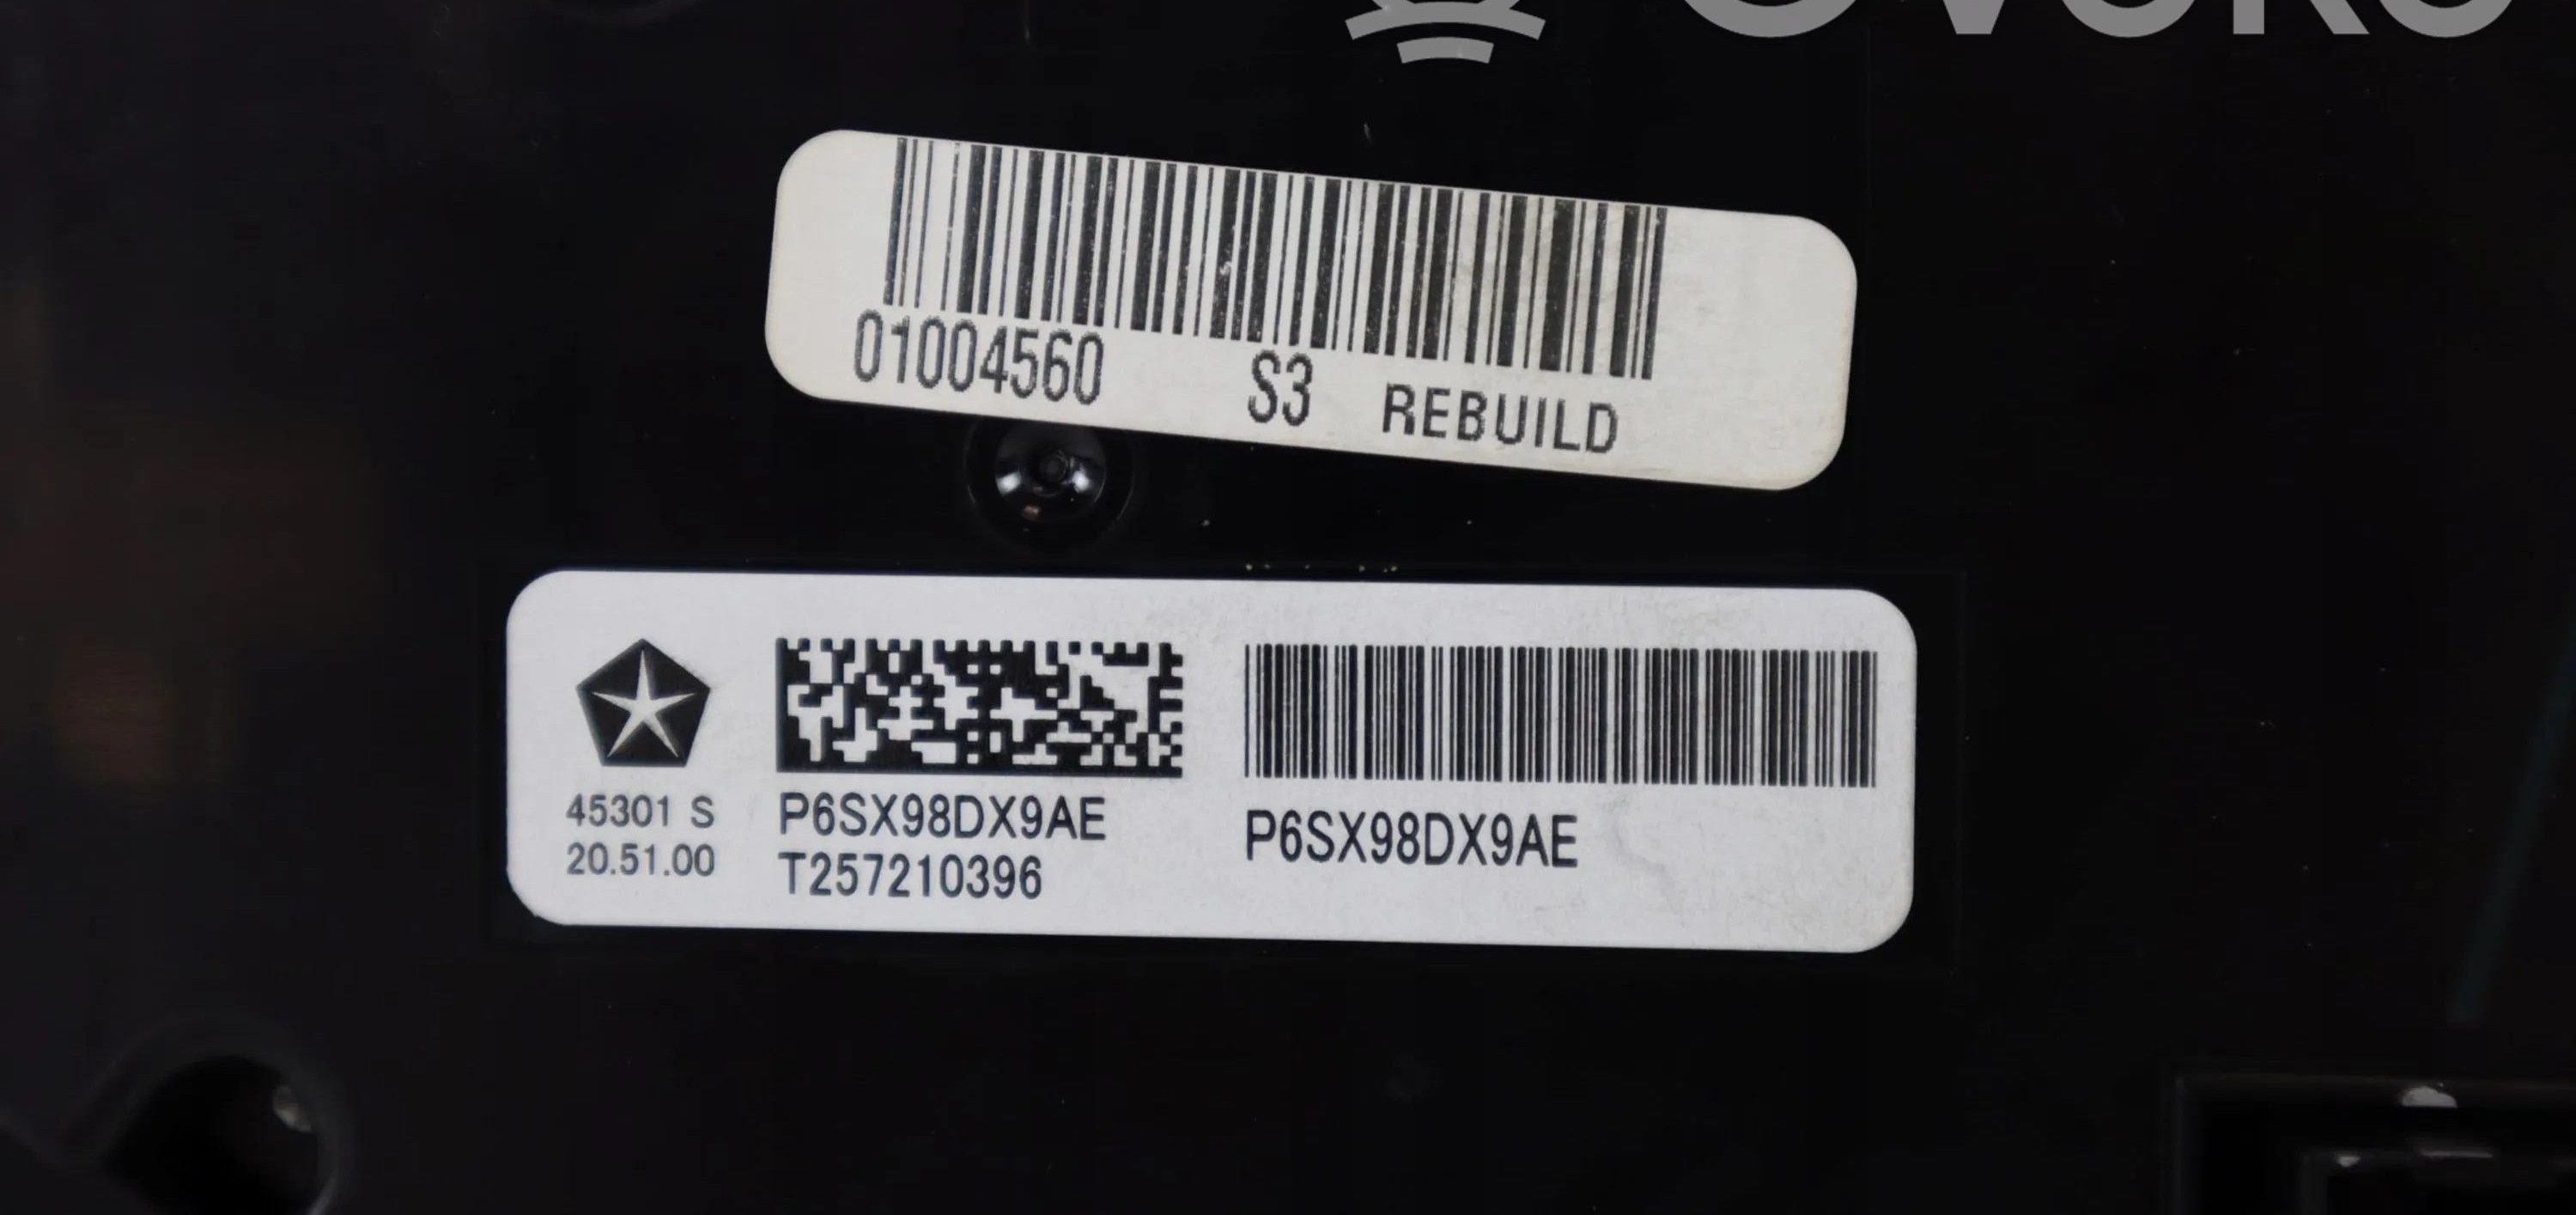 01004560 S3 REBUILD
45301 S
20.51.00
P6SX98DX9AE
T257210396
P6SX98DX9AE